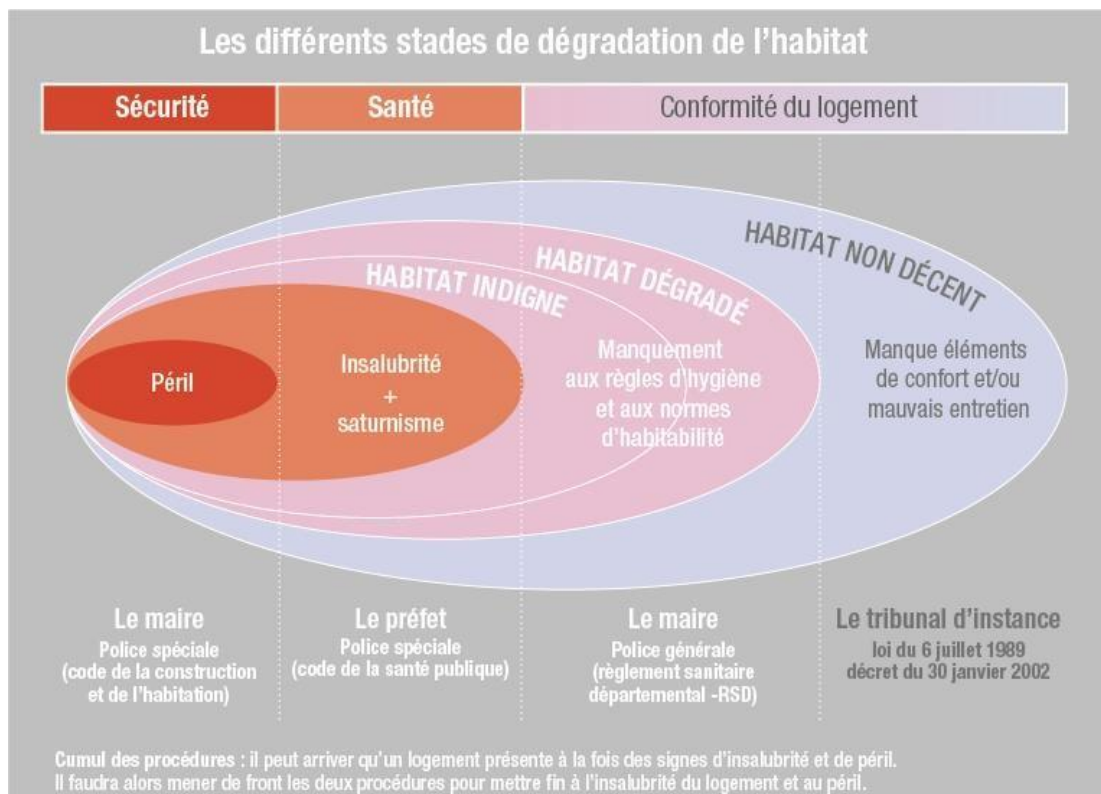 Les différents stades de dégradation de l'habitat
Sécurité
Santé
Conformité du logement
HABITAT NON DÉCENT
HABITAT DÉGRADÉ
HABITAT INDIGNE
Péril
Insalubrité
+
saturnisme
Manquement
aux règles d'hygiène
et aux normes
d'habitabilité
Manque éléments
de confort et/ou
mauvais entretien
Le maire
Police spéciale
(code de la construction
et de l'habitation)
Le préfet
Police spéciale
(code de la santé publique)
Le maire
Police générale
(règlement sanitaire
départemental -RSD)
Le tribunal d'instance
loi du 6 juillet 1989
décret du 30 janvier 2002
Cumul des procédures : il peut arriver qu'un logement présente à la fois des signes d'insalubrité et de péril.
Il faudra alors mener de front les deux procédures pour mettre fin à l'insalubrité du logement et au péril.